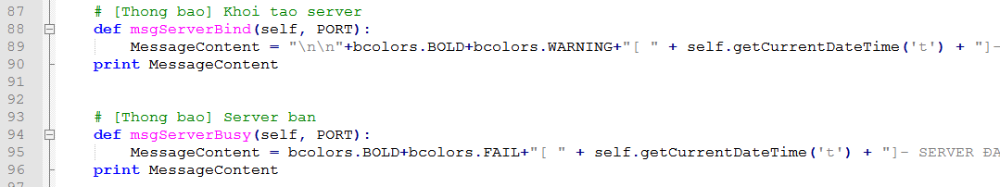 87 # [Thong bao] Khoi tao server
88 def msgServerBind(self, PORT):
89 MessageContent = "\n\n"+bcolors.BOLD+bcolors.WARNING+"[ " + self.getCurrentDateTime('t') + "]-
90 print MessageContent
91
92
93 # [Thong bao] Server ban
94 def msgServerBusy(self, PORT):
95 MessageContent = bcolors.BOLD+bcolors.FAIL+"[ " + self.getCurrentDateTime('t') + "]- SERVER ĐA
96 print MessageContent
97